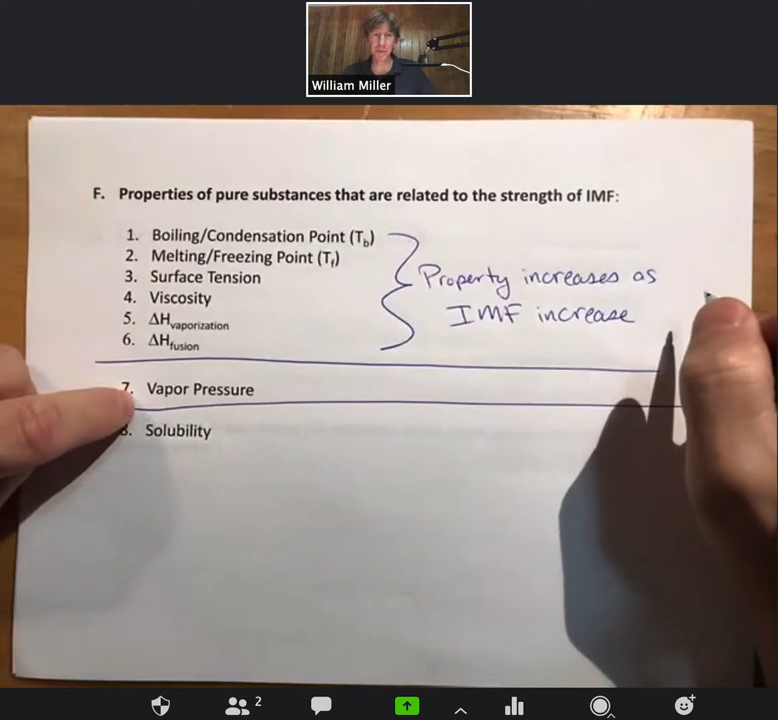 William Miller
F. Properties of pure substances that are related to the strength of IMF:
1. Boiling/Condensation Point (Tb)
2. Melting/Freezing Point (Tf)
3. Surface Tension
4. Viscosity
5. ΔHvaporization
6. ΔHfusion
Property increases as
IMF increase
7. Vapor Pressure
8. Solubility
2